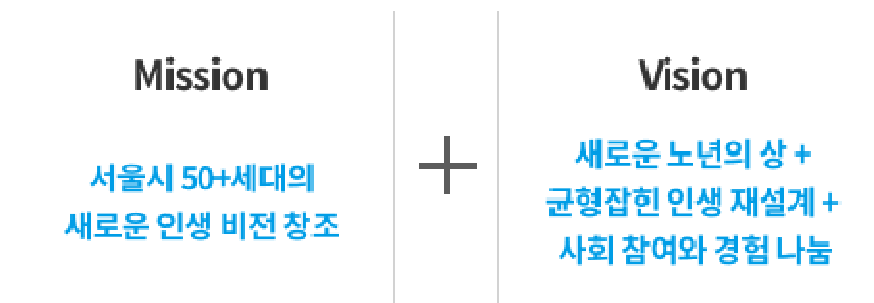 Mission
서울시 50+세대의
새로운 인생 비전 창조
+
Vision
새로운 노년의 상 +
균형잡힌 인생 재설계 +
사회 참여와 경험 나눔